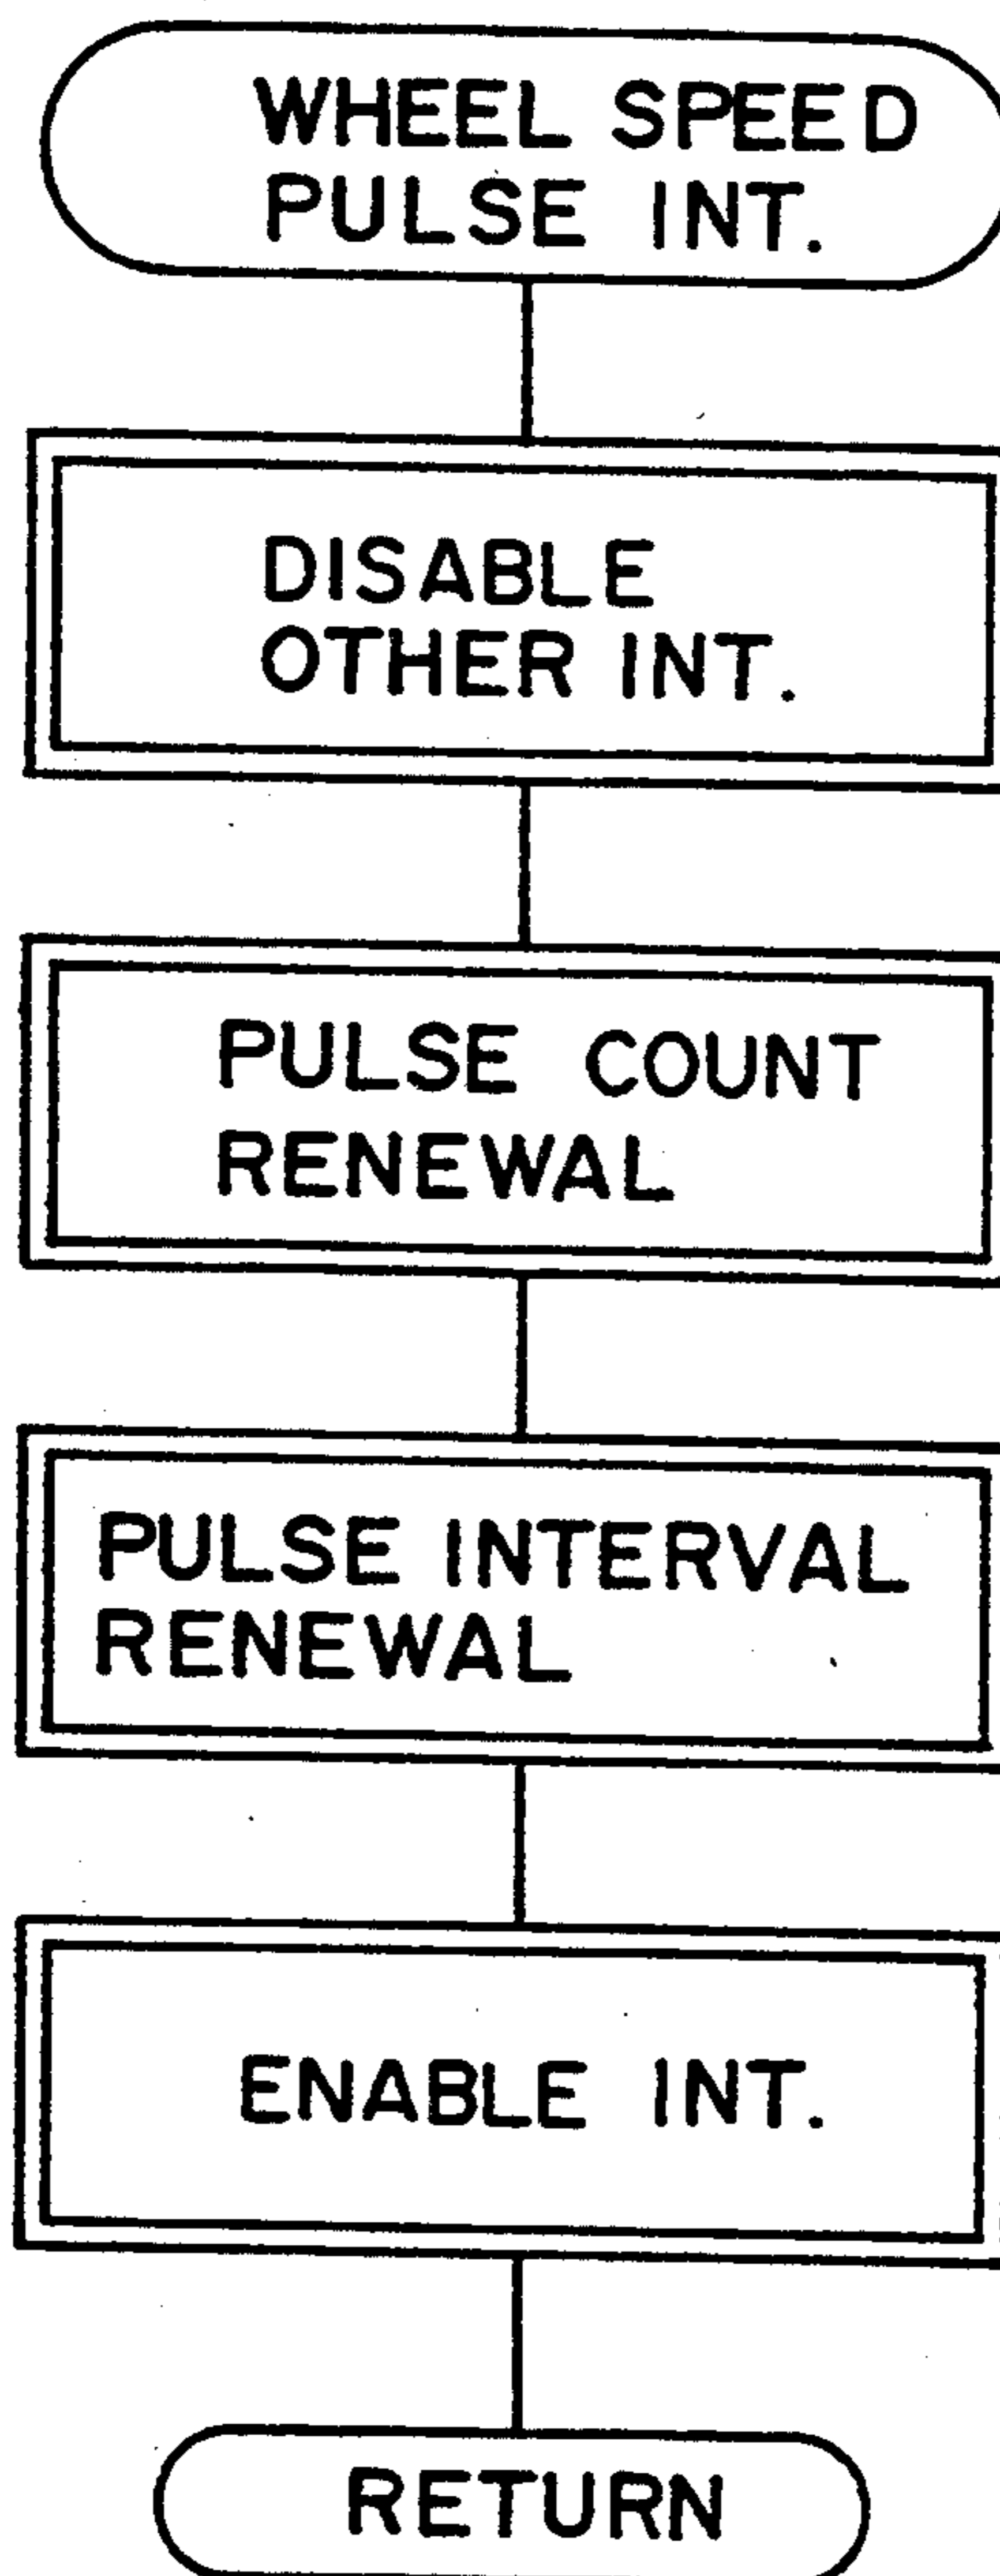 WHEEL SPEED
PULSE INT.
DISABLE
OTHER INT.
PULSE COUNT
RENEWAL
PULSE INTERVAL
RENEWAL
ENABLE INT.
RETURN